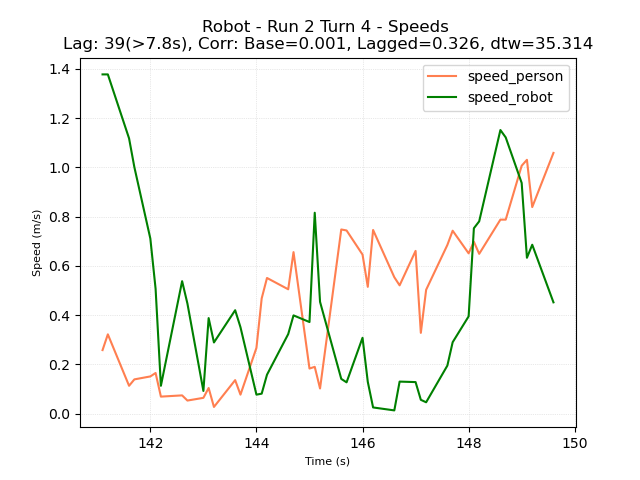 Robot - Run 2 Turn 4 - Speeds
Lag: 39(>7.8s), Corr: Base=0.001, Lagged=0.326, dtw=35.314
speed_person
speed_robot
1.4
1.2
1.0
0.8
0.6
0.4
0.2
0.0
Speed (m/s)
142
144
146
148
150
Time (s)